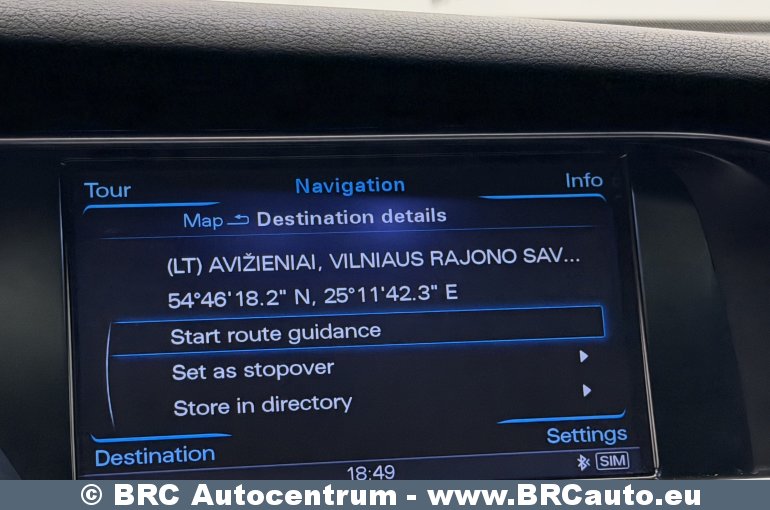 Tour Navigation Info
Map Destination details
(LT) AVIŽIENIAI, VILNIAUS RAJONO SAV...
54°46'18.2" N, 25°11'42.3" E
Start route guidance
Set as stopover
Store in directory
Destination Settings
18:49 SIM
© BRC Autocentrum - www.BRCauto.eu